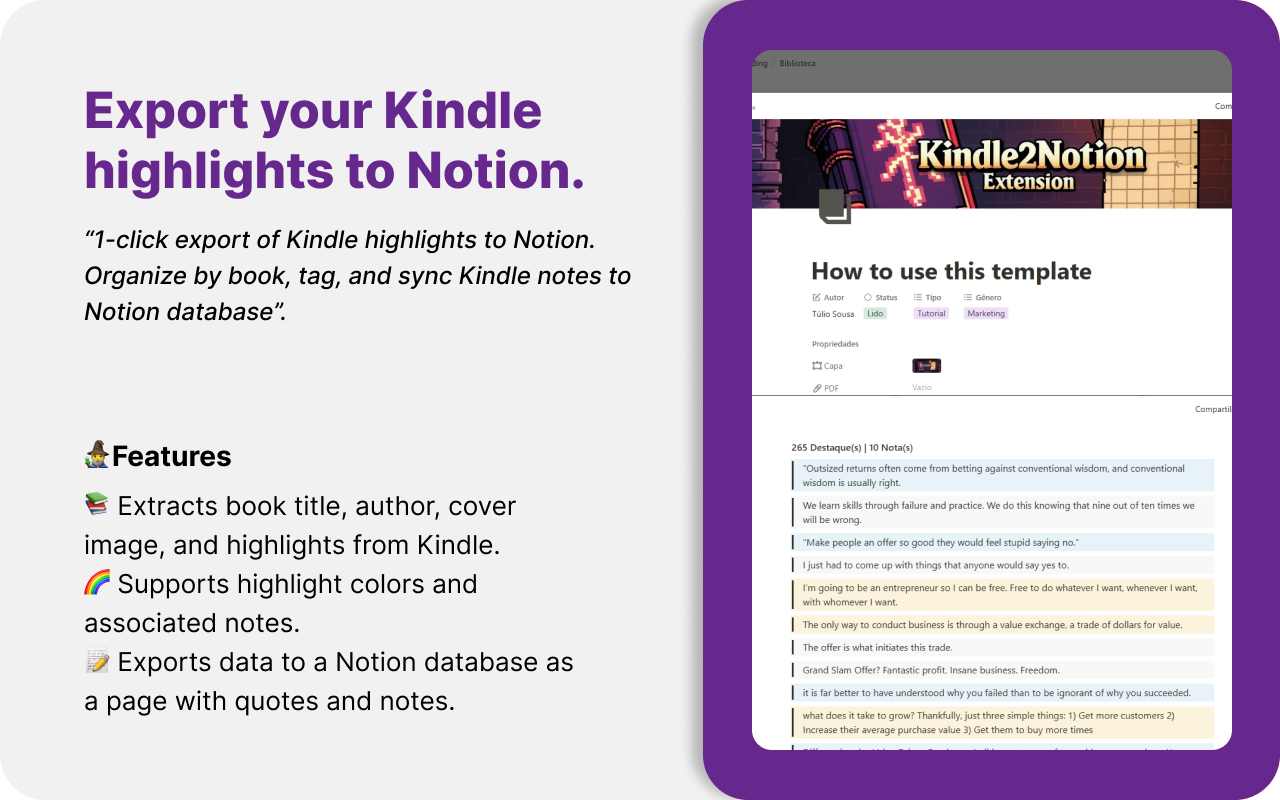 Export your Kindle
highlights to Notion.
“1-click export of Kindle highlights to Notion.
Organize by book, tag, and sync Kindle notes to
Notion database”.
🧙‍♂️Features
📚 Extracts book title, author, cover
image, and highlights from Kindle.
🌈 Supports highlight colors and
associated notes.
📝 Exports data to a Notion database as
a page with quotes and notes.
/ Biblioteca
Com
Kindle2Notion
Extension
How to use this template
Autor Status Tipo Gênero
Túlio Sousa Lido Tutorial Marketing
Propriedades
Capa
PDF Vazio
Compartil
265 Destaque(s) | 10 Nota(s)
"Outsized returns often come from betting against conventional wisdom, and conventional
wisdom is usually right.
We learn skills through failure and practice. We do this knowing that nine out of ten times we
will be wrong.
"Make people an offer so good they would feel stupid saying no."
I just had to come up with things that anyone would say yes to.
I'm going to be an entrepreneur so I can be free. Free to do whatever I want, whenever I want,
with whomever I want.
The only way to conduct business is through a value exchange, a trade of dollars for value.
The offer is what initiates this trade.
Grand Slam Offer? Fantastic profit. Insane business. Freedom.
it is far better to have understood why you failed than to be ignorant of why you succeeded.
what does it take to grow? Thankfully, just three simple things: 1) Get more customers 2)
Increase their average purchase value 3) Get them to buy more times